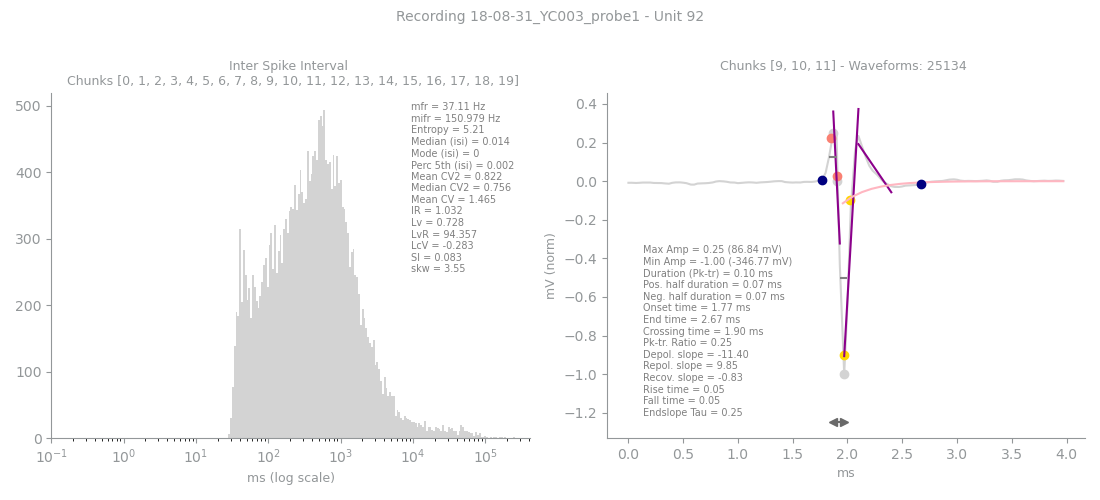 Recording 18-08-31_YC003_probe1 - Unit 92
Inter Spike Interval
Chunks [0, 1, 2, 3, 4, 5, 6, 7, 8, 9, 10, 11, 12, 13, 14, 15, 16, 17, 18, 19]
500
400
300
200
100
0
10⁻¹
10⁰
10¹
10²
10³
10⁴
10⁵
ms (log scale)
mfr = 37.11 Hz
mifr = 150.979 Hz
Entropy = 5.21
Median (isi) = 0.014
Mode (isi) = 0
Perc 5th (isi) = 0.002
Mean CV2 = 0.822
Median CV2 = 0.756
Mean CV = 1.465
IR = 1.032
Lv = 0.728
LvR = 94.357
LcV = -0.283
SI = 0.083
skw = 3.55
Chunks [9, 10, 11] - Waveforms: 25134
mV (norm)
0.4
0.2
0.0
−0.2
−0.4
−0.6
−0.8
−1.0
−1.2
Max Amp = 0.25 (86.84 mV)
Min Amp = -1.00 (-346.77 mV)
Duration (Pk-tr) = 0.10 ms
Pos. half duration = 0.07 ms
Neg. half duration = 0.07 ms
Onset time = 1.77 ms
End time = 2.67 ms
Crossing time = 1.90 ms
Pk-tr. Ratio = 0.25
Depol. slope = -11.40
Repol. slope = 9.85
Recov. slope = -0.83
Rise time = 0.05
Fall time = 0.05
Endslope Tau = 0.25
0.0
0.5
1.0
1.5
2.0
2.5
3.0
3.5
4.0
ms